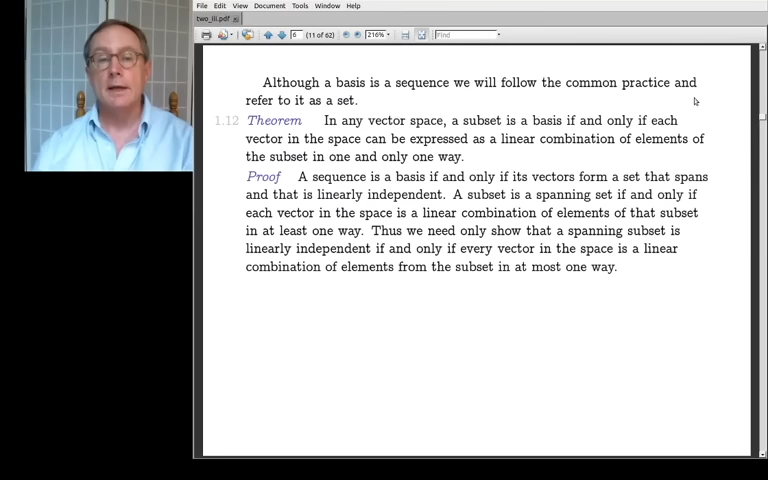 File Edit View Document Tools Window Help
two_iii.pdf
6 (11 of 62) 216% Find
Although a basis is a sequence we will follow the common practice and
refer to it as a set.
1.12 Theorem In any vector space, a subset is a basis if and only if each
vector in the space can be expressed as a linear combination of elements of
the subset in one and only one way.
Proof A sequence is a basis if and only if its vectors form a set that spans
and that is linearly independent. A subset is a spanning set if and only if
each vector in the space is a linear combination of elements of that subset
in at least one way. Thus we need only show that a spanning subset is
linearly independent if and only if every vector in the space is a linear
combination of elements from the subset in at most one way.